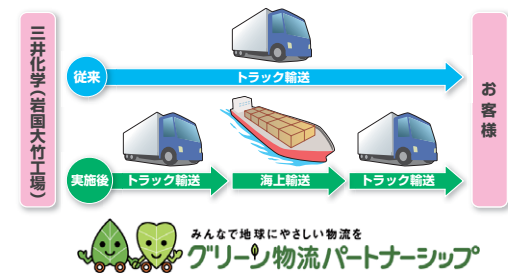 三井化学(岩国大竹工場)
従来
トラック輸送
お客様
実施後
トラック輸送
海上輸送
トラック輸送
みんなで地球にやさしい物流を
グリーン物流パートナーシップ